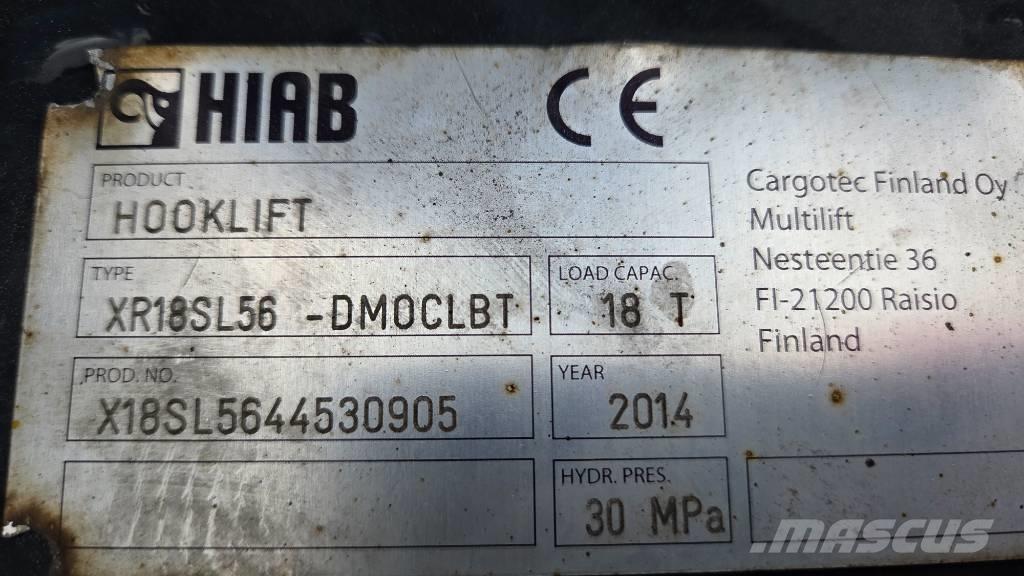 HIAB CE
PRODUCT
HOOKLIFT
TYPE
XR18SL56 -DMOCLBT
LOAD CAPAC.
18 T
PROD. NO.
X18SL5644530905
YEAR
2014
HYDR. PRES.
30 MPa
Cargotec Finland Oy
Multilift
Nesteentie 36
FI-21200 Raisio
Finland
MASCUS